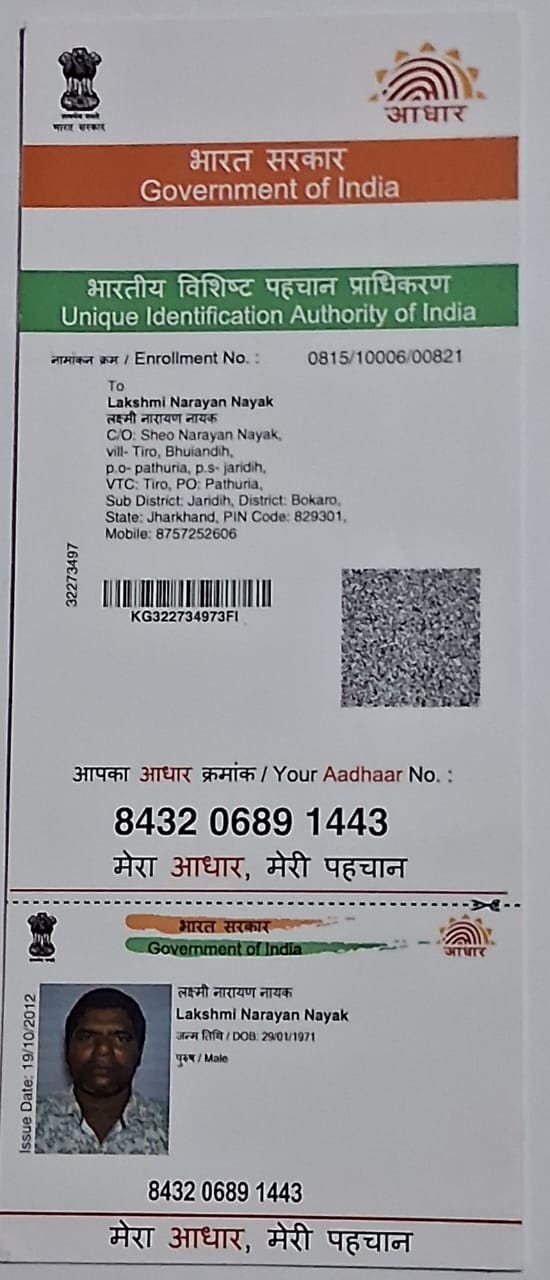 भारत सरकार
आधार
भारत सरकार
Government of India
भारतीय विशिष्ट पहचान प्राधिकरण
Unique Identification Authority of India
नामांकन क्रम / Enrollment No. : 0815/10006/00821
To
Lakshmi Narayan Nayak
लक्ष्मी नारायण नायक
C/O: Sheo Narayan Nayak,
vill- Tiro, Bhuiandih,
p.o- pathuria, p.s- jaridih,
VTC: Tiro, PO: Pathuria,
Sub District: Jaridih, District: Bokaro,
State: Jharkhand, PIN Code: 829301,
Mobile: 8757252606
32273497
KG322734973FI
आपका आधार क्रमांक / Your Aadhaar No. :
8432 0689 1443
मेरा आधार, मेरी पहचान
भारत सरकार
Government of India
आधार
Issue Date: 19/10/2012
लक्ष्मी नारायण नायक
Lakshmi Narayan Nayak
जन्म तिथि / DOB: 29/01/1971
पुरुष / Male
8432 0689 1443
मेरा आधार, मेरी पहचान